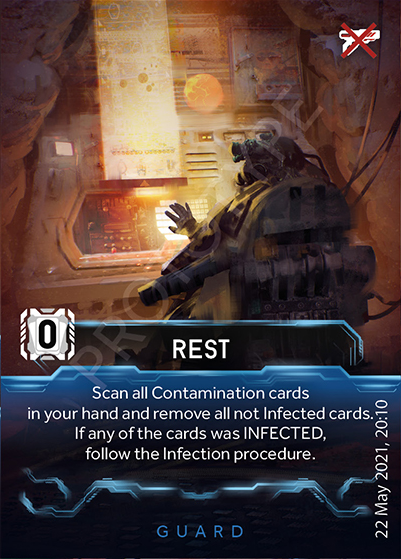 0
REST
Scan all Contamination cards
in your hand and remove all not Infected cards.
If any of the cards was INFECTED,
follow the Infection procedure.
GUARD
22 May 2021, 20:10
PROTOTYPE